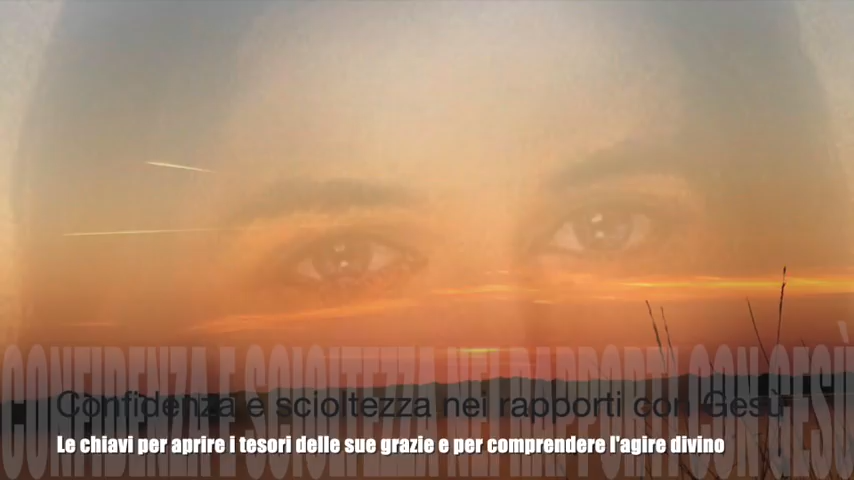 CONFIDENZA E SCIOLTEZZA NEI RAPPORTI CON GESÙ
Confidenza e scioltezza nei rapporti con Gesù
Le chiavi per aprire i tesori delle sue grazie e per comprendere l'agire divino